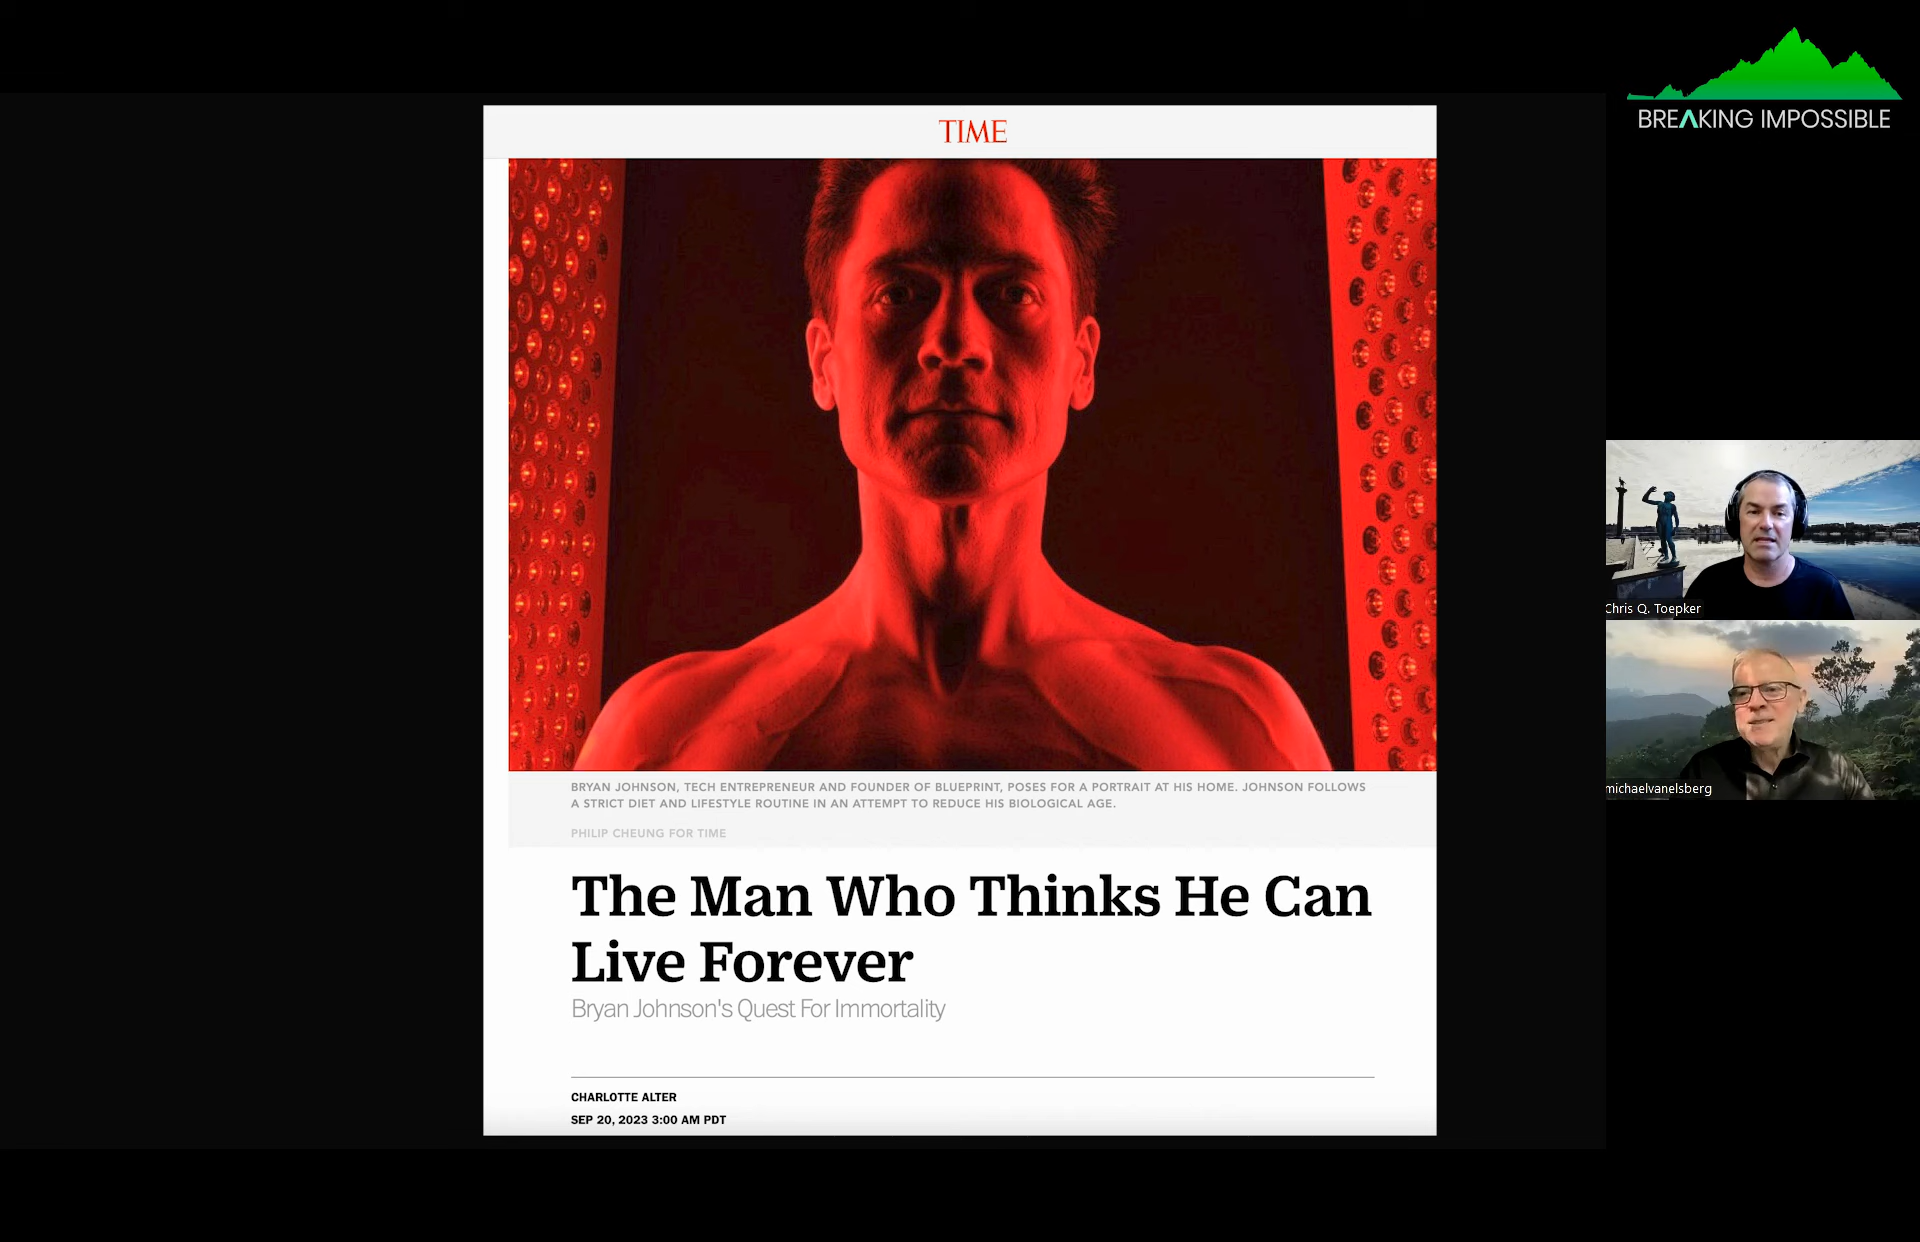 TIME
BRYAN JOHNSON, TECH ENTREPRENEUR AND FOUNDER OF BLUEPRINT, POSES FOR A PORTRAIT AT HIS HOME. JOHNSON FOLLOWS
A STRICT DIET AND LIFESTYLE ROUTINE IN AN ATTEMPT TO REDUCE HIS BIOLOGICAL AGE.
PHILIP CHEUNG FOR TIME
The Man Who Thinks He Can
Live Forever
Bryan Johnson's Quest For Immortality
CHARLOTTE ALTER
SEP 20, 2023 3:00 AM PDT
BREAKING IMPOSSIBLE
Chris Q. Toepker
michaelvanelsberg